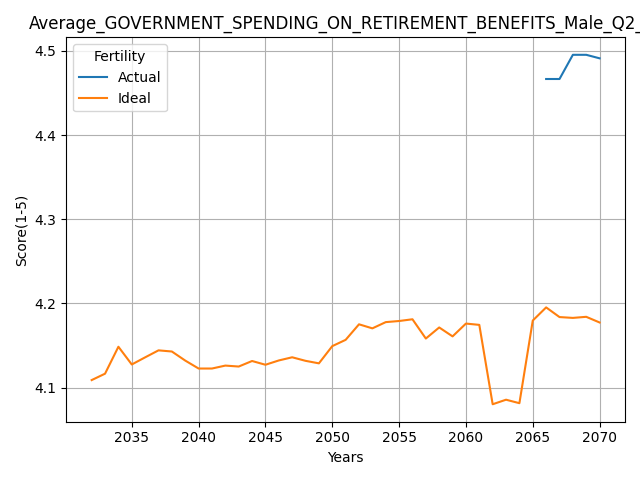 Average_GOVERNMENT_SPENDING_ON_RETIREMENT_BENEFITS_Male_Q2_
Fertility
Actual
Ideal
4.5
4.4
4.3
4.2
4.1
Score(1-5)
2035 2040 2045 2050 2055 2060 2065 2070
Years